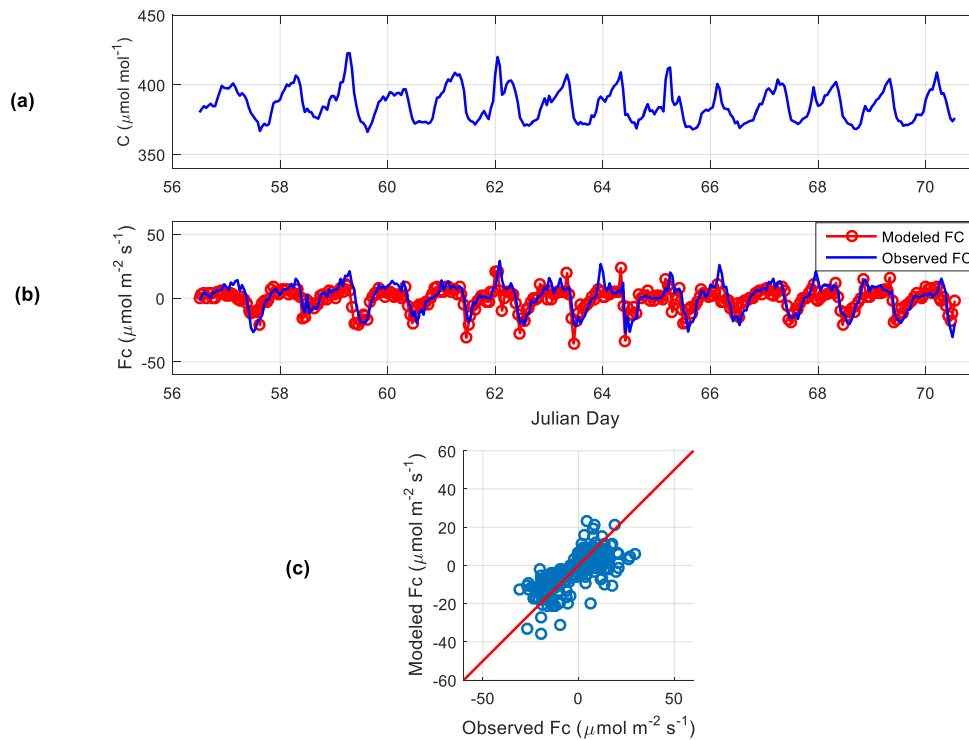 (a)
C (μmol mol⁻¹)
450
400
350
56 58 60 62 64 66 68 70
(b)
Fc (μmol m⁻² s⁻¹)
50
0
-50
Modeled FC
Observed FC
56 58 60 62 64 66 68 70
Julian Day
(c)
Modeled Fc (μmol m⁻² s⁻¹)
60
40
20
0
-20
-40
-60
-50 0 50
Observed Fc (μmol m⁻² s⁻¹)